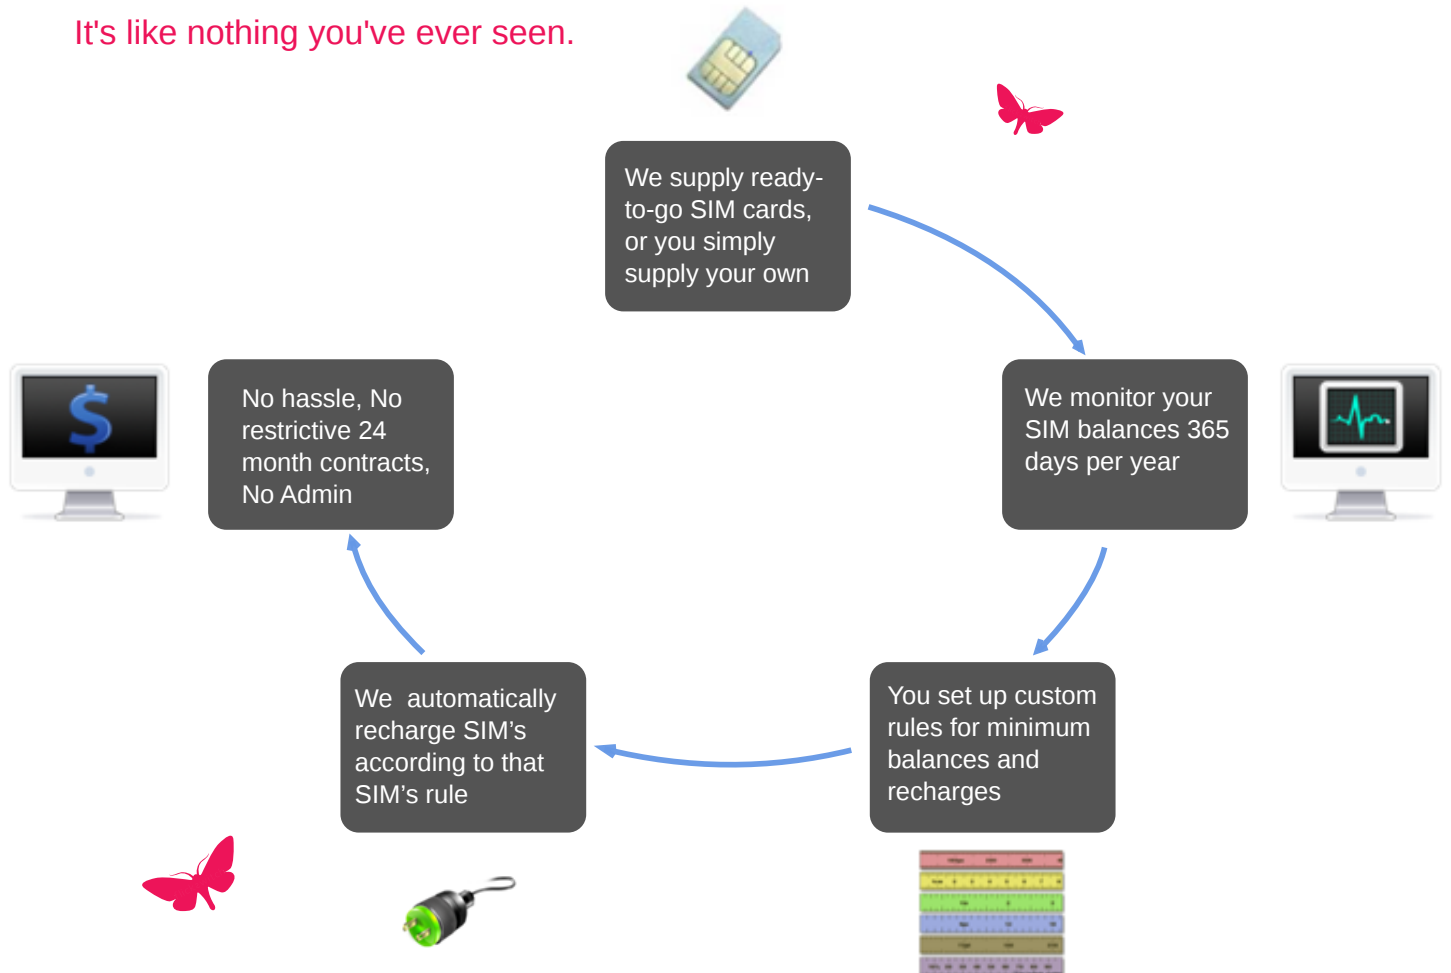 It's like nothing you've ever seen.
We supply ready-
to-go SIM cards,
or you simply
supply your own
No hassle, No
restrictive 24
month contracts,
No Admin
We monitor your
SIM balances 365
days per year
We  automatically
recharge SIM’s
according to that
SIM’s rule
You set up custom
rules for minimum
balances and
recharges